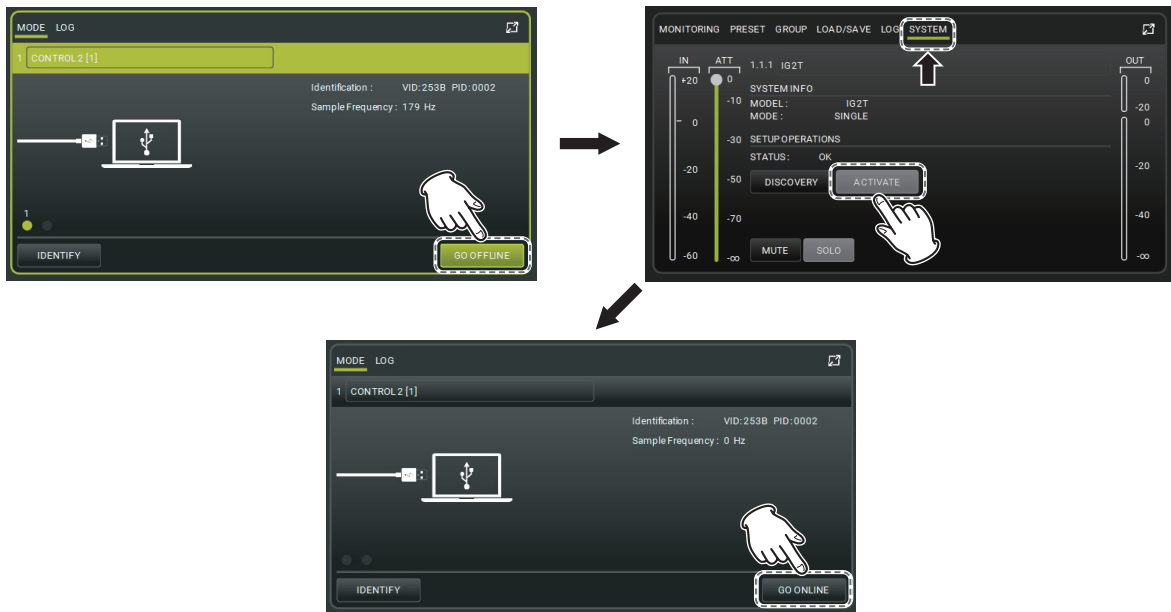 MODE LOG
1 CONTROL2 [1]
Identification : VID:253B PID:0002
Sample Frequency : 179 Hz
1
IDENTIFY GO OFFLINE
MONITORING PRESET GROUP LOAD/SAVE LOG SYSTEM
IN ATT 1.1.1 IG2T OUT
+20 0 0
SYSTEM INFO
-10 MODEL : IG2T -20
MODE : SINGLE
0 0
-30 SETUP OPERATIONS
STATUS : OK
-20 -20
-50 DISCOVERY ACTIVATE
-40 -70 -40
MUTE SOLO
-60 -∞ -∞
MODE LOG
1 CONTROL2 [1]
Identification : VID:253B PID:0002
Sample Frequency : 0 Hz
IDENTIFY GO ONLINE